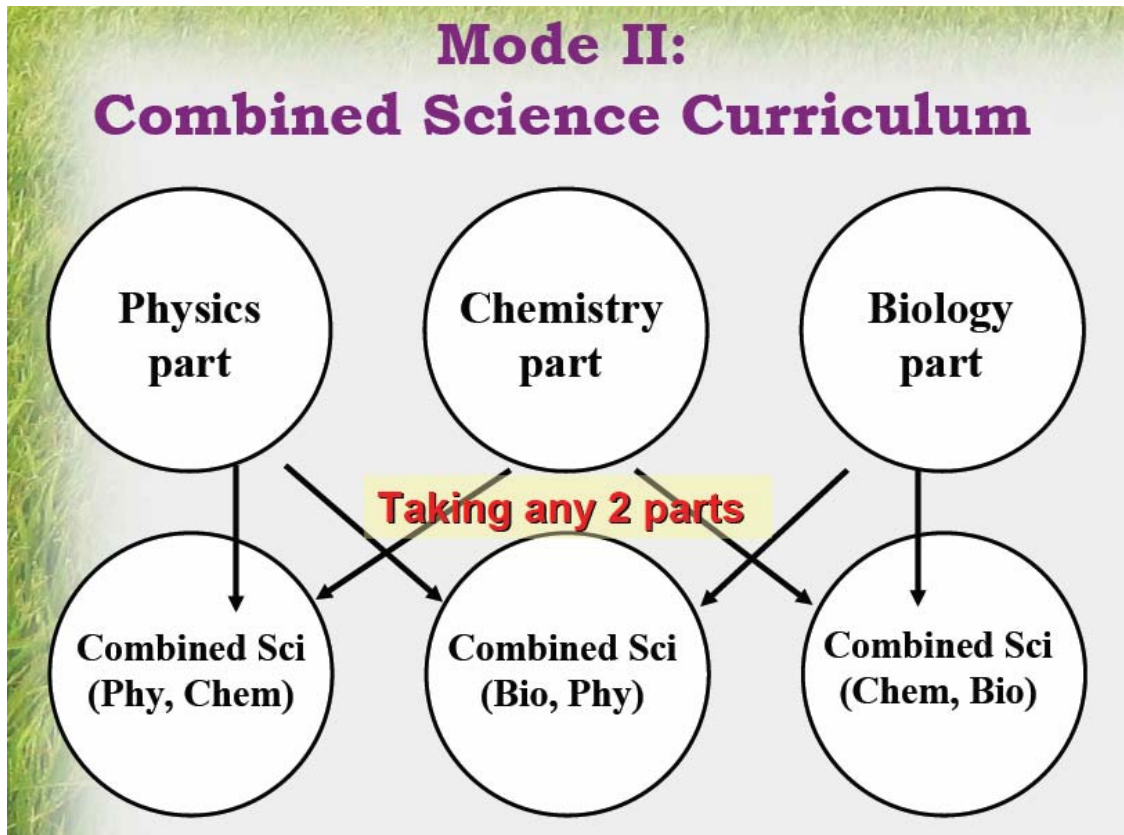 Mode II:
Combined Science Curriculum
Physics
part
Chemistry
part
Biology
part
Taking any 2 parts
Combined Sci
(Phy, Chem)
Combined Sci
(Bio, Phy)
Combined Sci
(Chem, Bio)